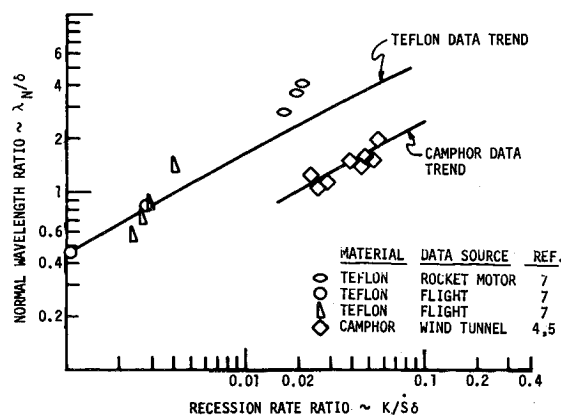 NORMAL WAVELENGTH RATIO ~ λN/δ
6
4
2
1
0.6
0.4
0.2
TEFLON DATA TREND
CAMPHOR DATA
TREND
MATERIAL DATA SOURCE REF.
TEFLON ROCKET MOTOR 7
TEFLON FLIGHT 7
TEFLON FLIGHT 7
CAMPHOR WIND TUNNEL 4,5
0.01 0.02 0.1 0.4
RECESSION RATE RATIO ~ K/Ṡδ